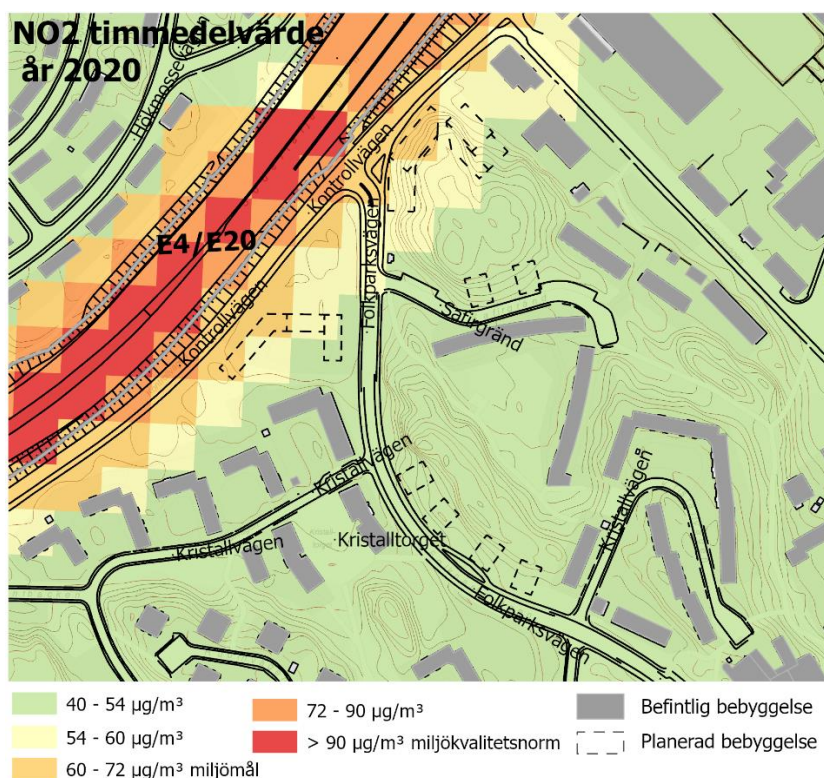 NO2 timmedelvärde
år 2020
Hökmossevägen
Kontrollvägen
E4/E20
Folkparksvägen
Kontrollvägen
Safirgränd
Kristallvägen
Kristallvägen
Kristallvägen
Kristalltorget
Folkparksvägen
40 - 54 µg/m³
54 - 60 µg/m³
60 - 72 µg/m³ miljömål
72 - 90 µg/m³
> 90 µg/m³ miljökvalitetsnorm
Befintlig bebyggelse
Planerad bebyggelse